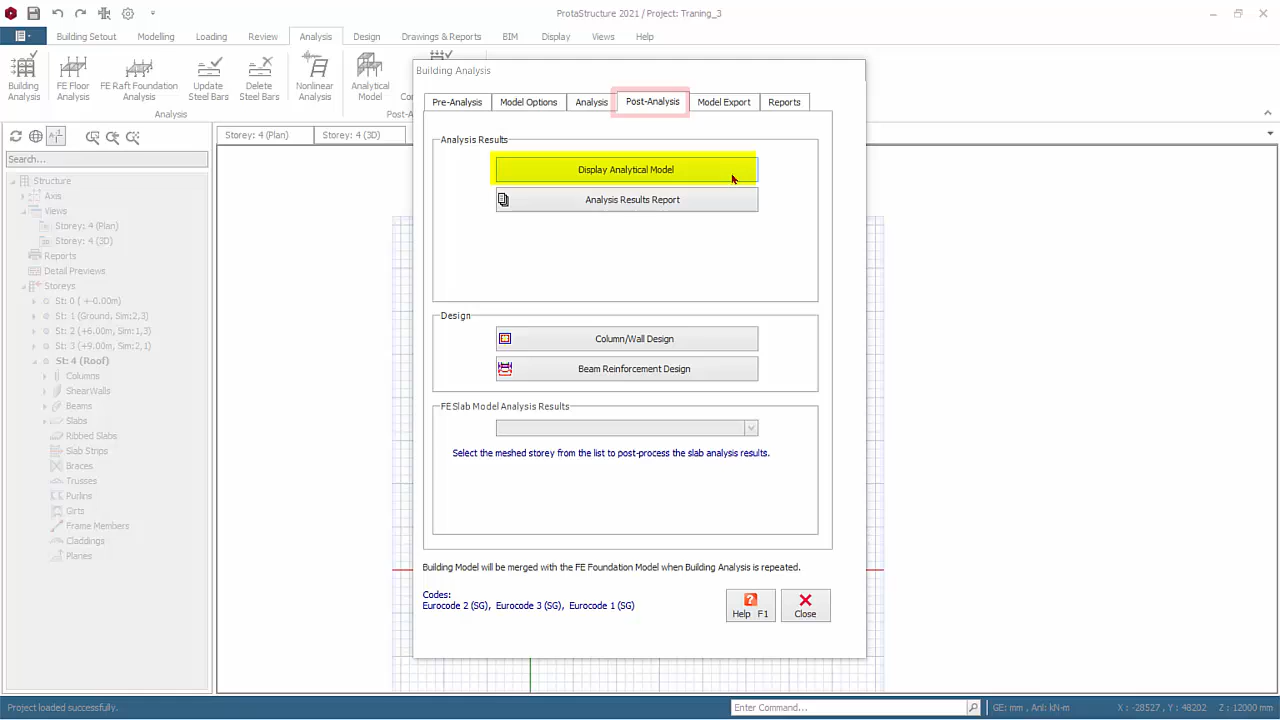 ProtaStructure 2021 / Project: Traning_3
Building Setout Modelling Loading Review Analysis Design Drawings & Reports BIM Display Views Help
Building Analysis
FE Floor Analysis
FE Raft Foundation Analysis
Update Steel Bars
Delete Steel Bars
Nonlinear Analysis
Analytical Model
Analysis
Post-A
Storey: 4 (Plan)
Storey: 4 (3D)
Search...
Structure
Axis
Views
Storey: 4 (Plan)
Storey: 4 (3D)
Reports
Detail Previews
Storeys
St: 0 ( +-0.00m)
St: 1 (Ground, Sim:2,3)
St: 2 (+6.00m, Sim:1,3)
St: 3 (+9.00m, Sim:2,1)
St: 4 (Roof)
Columns
ShearWalls
Beams
Slabs
Ribbed Slabs
Slab Strips
Braces
Trusses
Purlins
Girts
Frame Members
Claddings
Planes
Building Analysis
Pre-Analysis Model Options Analysis Post-Analysis Model Export Reports
Analysis Results
Display Analytical Model
Analysis Results Report
Design
Column/Wall Design
Beam Reinforcement Design
FE Slab Model Analysis Results
Select the meshed storey from the list to post-process the slab analysis results.
Building Model will be merged with the FE Foundation Model when Building Analysis is repeated.
Codes:
Eurocode 2 (SG), Eurocode 3 (SG), Eurocode 1 (SG)
Help F1
Close
Project loaded successfully.
Enter Command...
GE: mm , Anl: kN-m
X : -28527 , Y : 48202
Z : 12000 mm